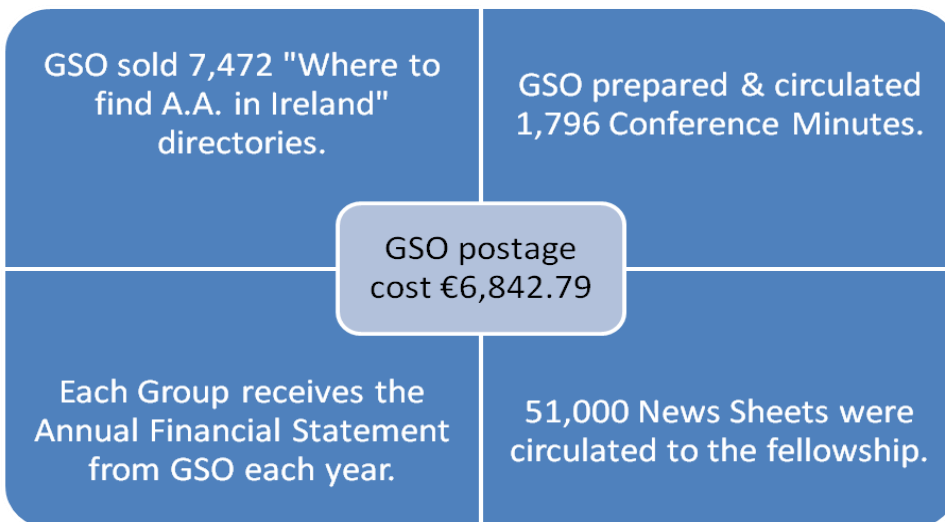 GSO sold 7,472 "Where to
find A.A. in Ireland"
directories.
GSO prepared & circulated
1,796 Conference Minutes.
GSO postage
cost €6,842.79
Each Group receives the
Annual Financial Statement
from GSO each year.
51,000 News Sheets were
circulated to the fellowship.